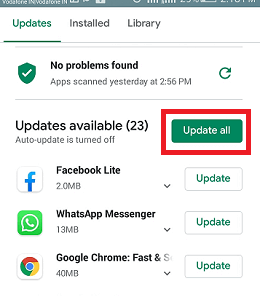 Vodafone IN|Vodafone IN
Updates Installed Library
No problems found
Apps scanned yesterday at 2:56 PM
Updates available (23)
Update all
Auto-update is turned off
Facebook Lite
2.0MB
Update
WhatsApp Messenger
13MB
Update
Google Chrome: Fast & S
40MB
Update